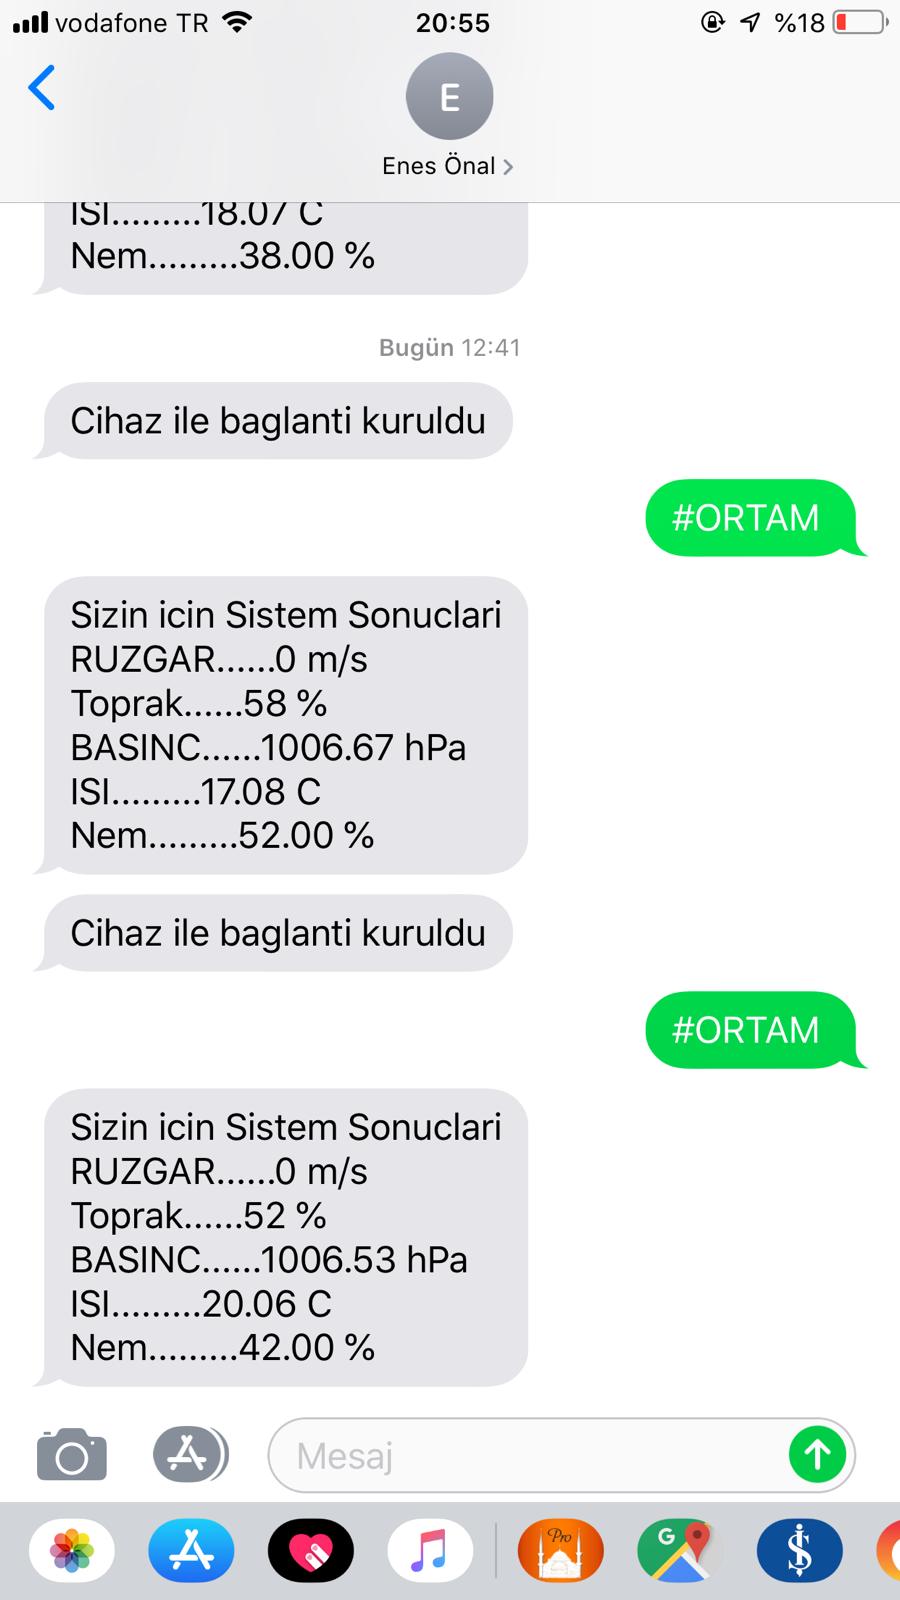 vodafone TR
20:55
%18
E
Enes Önal
ISI.........18.07 C
Nem.........38.00 %
Bugün 12:41
Cihaz ile baglanti kuruldu
#ORTAM
Sizin icin Sistem Sonuclari
RUZGAR......0 m/s
Toprak......58 %
BASINC......1006.67 hPa
ISI.........17.08 C
Nem.........52.00 %
Cihaz ile baglanti kuruldu
#ORTAM
Sizin icin Sistem Sonuclari
RUZGAR......0 m/s
Toprak......52 %
BASINC......1006.53 hPa
ISI.........20.06 C
Nem.........42.00 %
Mesaj
Pro
G